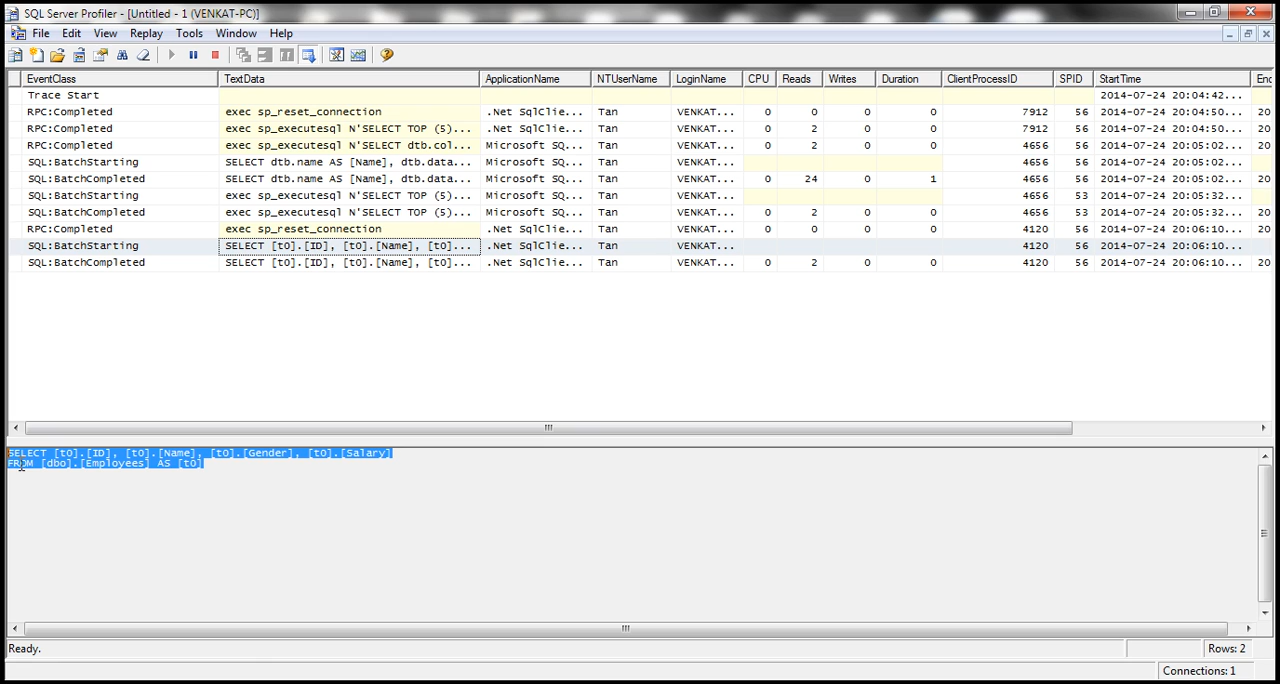 SQL Server Profiler - [Untitled - 1 (VENKAT-PC)]
File Edit View Replay Tools Window Help
EventClass TextData ApplicationName NTUserName LoginName CPU Reads Writes Duration ClientProcessID SPID StartTime Enc
Trace Start 2014-07-24 20:04:42...
RPC:Completed exec sp_reset_connection .Net SqlClie... Tan VENKAT... 0 0 0 0 7912 56 2014-07-24 20:04:50... 20
RPC:Completed exec sp_executesql N'SELECT TOP (5)... .Net SqlClie... Tan VENKAT... 0 2 0 0 7912 56 2014-07-24 20:04:50... 20
RPC:Completed exec sp_executesql N'SELECT dtb.col... Microsoft SQ... Tan VENKAT... 0 2 0 0 4656 56 2014-07-24 20:05:02... 20
SQL:BatchStarting SELECT dtb.name AS [Name], dtb.data... Microsoft SQ... Tan VENKAT... 4656 56 2014-07-24 20:05:02...
SQL:BatchCompleted SELECT dtb.name AS [Name], dtb.data... Microsoft SQ... Tan VENKAT... 0 24 0 1 4656 56 2014-07-24 20:05:02... 20
SQL:BatchStarting exec sp_executesql N'SELECT TOP (5)... Microsoft SQ... Tan VENKAT... 4656 53 2014-07-24 20:05:32...
SQL:BatchCompleted exec sp_executesql N'SELECT TOP (5)... Microsoft SQ... Tan VENKAT... 0 2 0 0 4656 53 2014-07-24 20:05:32... 20
RPC:Completed exec sp_reset_connection .Net SqlClie... Tan VENKAT... 0 0 0 0 4120 56 2014-07-24 20:06:10... 20
SQL:BatchStarting SELECT [t0].[ID], [t0].[Name], [t0]... .Net SqlClie... Tan VENKAT... 4120 56 2014-07-24 20:06:10...
SQL:BatchCompleted SELECT [t0].[ID], [t0].[Name], [t0]... .Net SqlClie... Tan VENKAT... 0 2 0 0 4120 56 2014-07-24 20:06:10... 20
SELECT [t0].[ID], [t0].[Name], [t0].[Gender], [t0].[Salary]
FROM [dbo].[Employees] AS [t0]
Ready. Rows: 2
Connections: 1